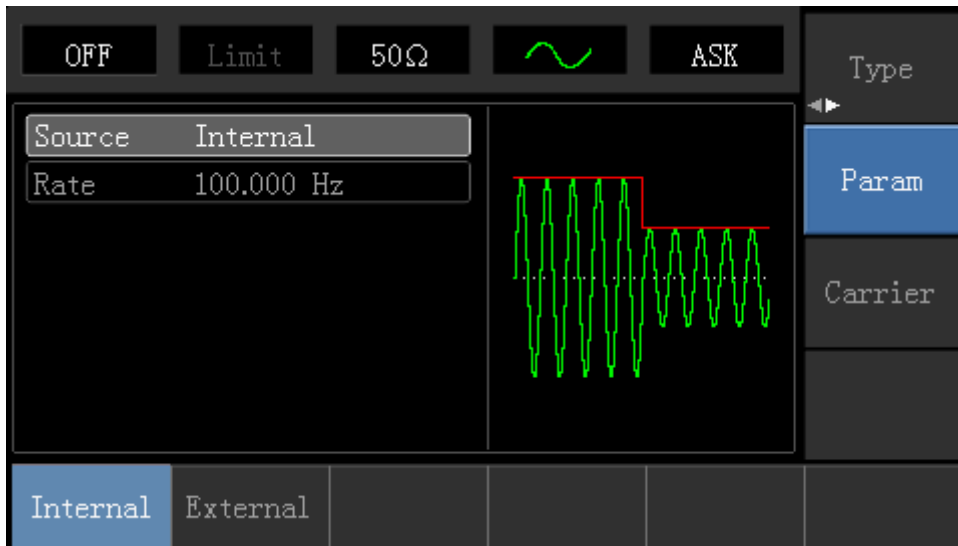 OFF Limit 50Ω ASK
Type
Source Internal
Rate 100.000 Hz
Param
Carrier
Internal External